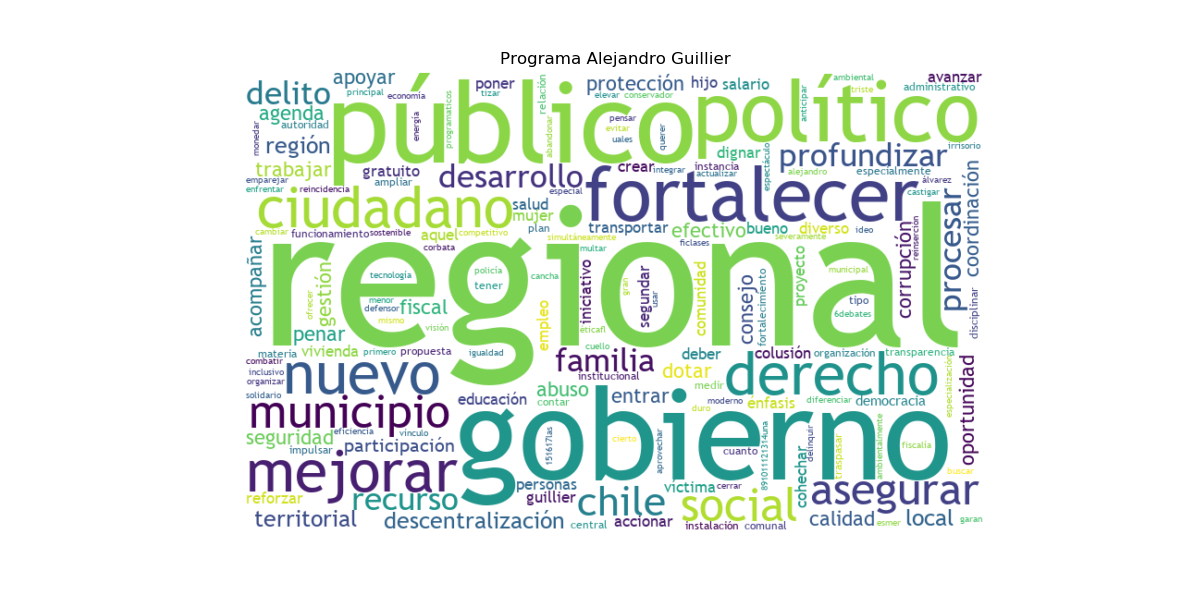 Programa Alejandro Guillier
delito
apoyar
principal
economía
agenda
autoridad
monedar
región
energía
programáticos
público
poner
tizar
relación
abandonar
protección
elevar
conservador
pensar
evitar
uales
querer
hijo
salario
político
anticipar
ambiental
triste
avanzar
administrativo
irrisorio
trabajar
gratuito
ampliar
emparejar
enfrentar
reincidencia
desarrollo
especial
crear
integrar
instancia
actualizar
dignar
espectáculo
profundizar
alejandro
especialmente
álvarez
castigar
coordinación
ciudadano
salud
mujer
plan
fortalecer
procesar
cambiar
funcionamiento
sostenible
aquel
corbata
competitivo
simultáneamente
transportar
multar
efectivo
ficlases
bueno
severamente
diverso
ideo
corrupción
reinserción
disciplinar
regional
acompañar
ofrecer
gestión
tecnología
menor
defensor
mismo
fiscal
visión
policía
tener
cancha
empleo
iniciativo
eticafl
gran
segundar
usar
comunidad
consejo
fortalecimiento
proyecto
municipal
tipo
6debates
penar
materia
combatir
inclusivo
organizar
solidario
vivienda
primero
propuesta
igualdad
cuello
familia
institucional
deber
dotar
medir
colusión
organización
transparencia
derecho
especialización
oportunidad
nuevo
municipio
educación
abuso
contar
entrar
duro
moderno
énfasis
diferenciar
democracia
seguridad
eficiencia
vínculo
impulsar
participación
gobierno
151617las
cierto
aprovechar
cuanto
891011121314una
cohechar
delinquir
traspasar
ambientalmente
fiscalía
buscar
mejorar
reforzar
recurso
personas
guillier
chile
víctima
cerrar
social
asegurar
territorial
descentralización
central
accionar
instalación
comunal
calidad
esmer
local
garan